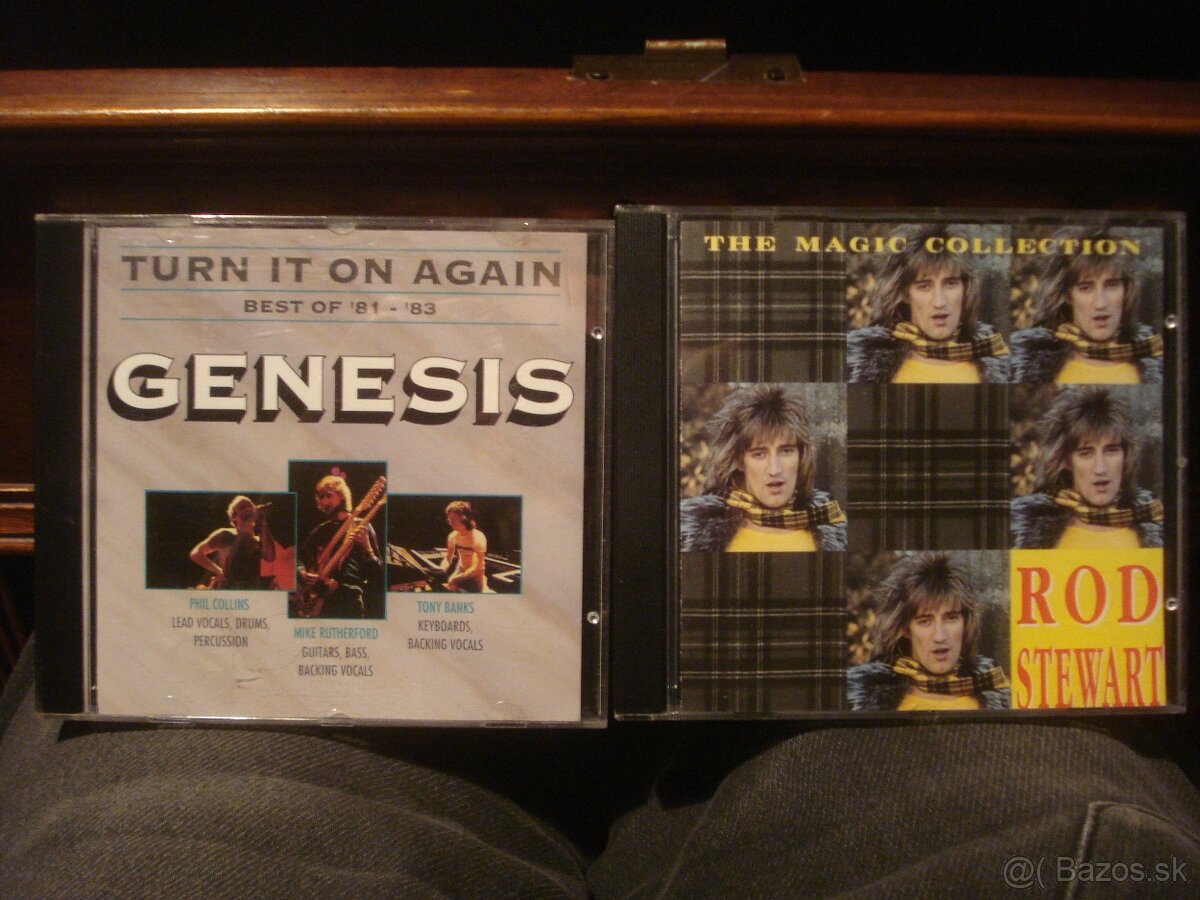 TURN IT ON AGAIN
BEST OF '81 - '83
GENESIS
PHIL COLLINS
LEAD VOCALS, DRUMS,
PERCUSSION
MIKE RUTHERFORD
GUITARS, BASS,
BACKING VOCALS
TONY BANKS
KEYBOARDS,
BACKING VOCALS
THE MAGIC COLLECTION
ROD
STEWART
@( Bazos.sk